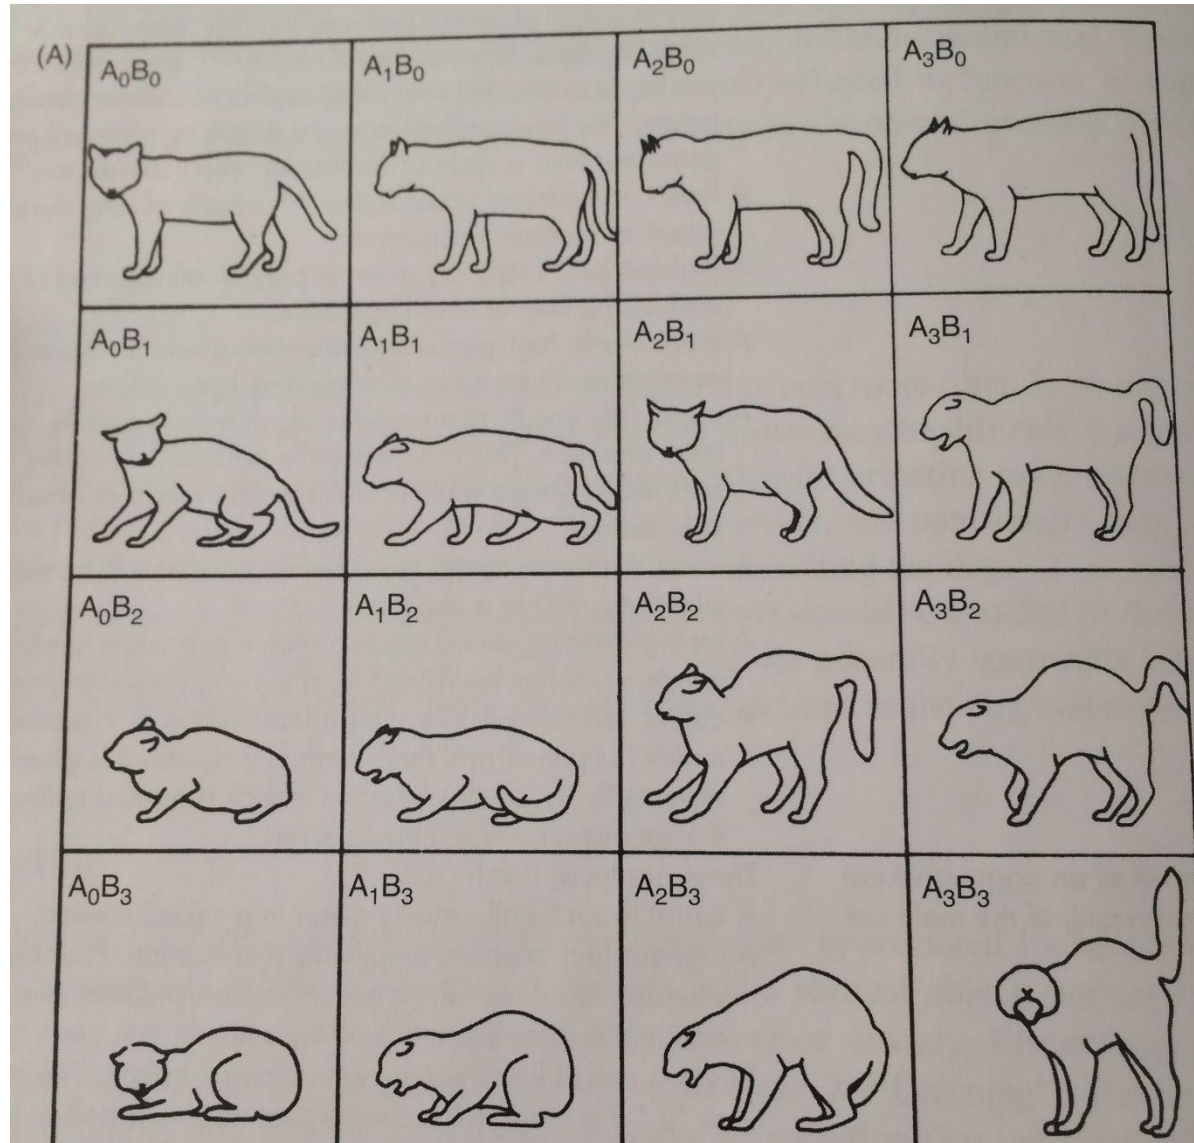 (A)
A₀B₀ A₁B₀ A₂B₀ A₃B₀
A₀B₁ A₁B₁ A₂B₁ A₃B₁
A₀B₂ A₁B₂ A₂B₂ A₃B₂
A₀B₃ A₁B₃ A₂B₃ A₃B₃